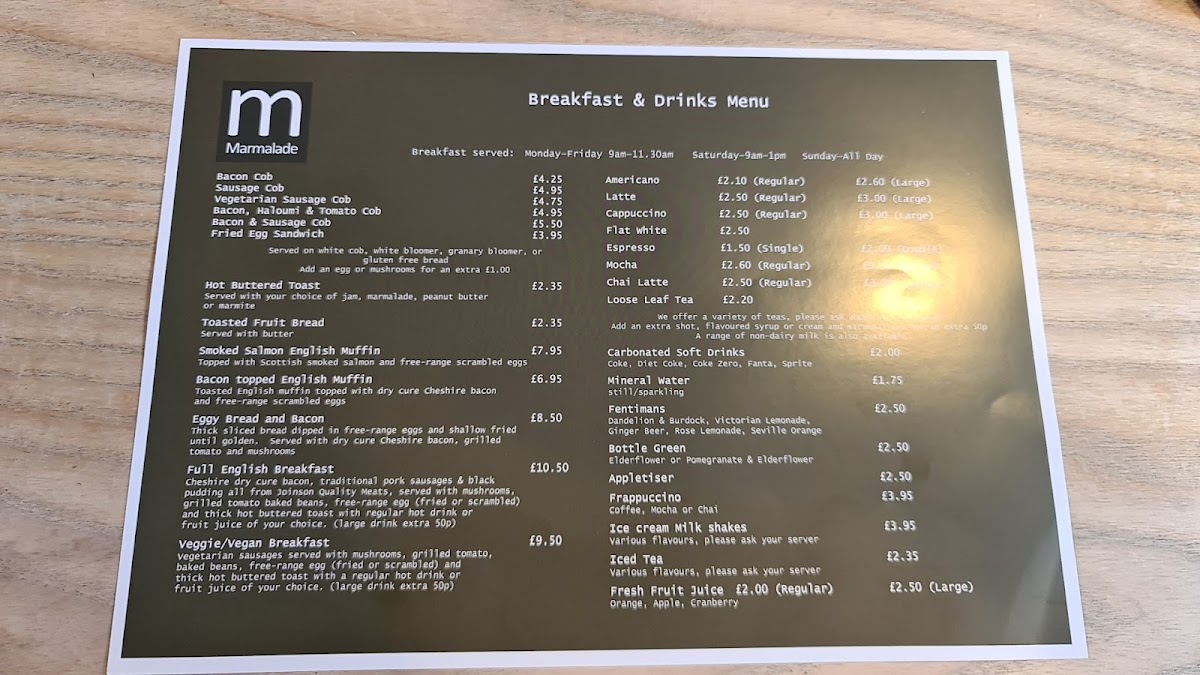 m
Marmalade
Breakfast & Drinks Menu
Breakfast served: Monday-Friday 9am-11.30am Saturday-9am-1pm Sunday-All Day
Bacon Cob £4.25
Sausage Cob £4.95
Vegetarian Sausage Cob £4.75
Bacon, Haloumi & Tomato Cob £4.95
Bacon & Sausage Cob £5.50
Fried Egg Sandwich £3.95
Served on white cob, white bloomer, granary bloomer, or
gluten free bread
Add an egg or mushrooms for an extra £1.00
Hot Buttered Toast £2.35
Served with your choice of jam, marmalade, peanut butter
or marmite
Toasted Fruit Bread £2.35
Served with butter
Smoked Salmon English Muffin £7.95
Topped with Scottish smoked salmon and free-range scrambled eggs
Bacon topped English Muffin £6.95
Toasted English muffin topped with dry cure Cheshire bacon
and free-range scrambled eggs
Eggy Bread and Bacon £8.50
Thick sliced bread dipped in free-range eggs and shallow fried
until golden. Served with dry cure Cheshire bacon, grilled
tomato and mushrooms
Full English Breakfast £10.50
Cheshire dry cure bacon, traditional pork sausages & black
pudding all from Joinson Quality Meats, served with mushrooms,
grilled tomato baked beans, free-range egg (fried or scrambled)
and thick hot buttered toast with regular hot drink or
fruit juice of your choice. (large drink extra 50p)
Veggie/Vegan Breakfast £9.50
Vegetarian sausages served with mushrooms, grilled tomato,
baked beans, free-range egg (fried or scrambled) and
thick hot buttered toast with a regular hot drink or
fruit juice of your choice. (large drink extra 50p)
Americano £2.10 (Regular) £2.60 (Large)
Latte £2.50 (Regular) £3.00 (Large)
Cappuccino £2.50 (Regular) £3.00 (Large)
Flat White £2.50
Espresso £1.50 (Single) (Double)
Mocha £2.60 (Regular)
Chai Latte £2.50 (Regular)
Loose Leaf Tea £2.20
We offer a variety of teas, please ask
Add an extra shot, flavoured syrup or cream and extra 50p
A range of non-dairy milk is also
Carbonated Soft Drinks £2.00
Coke, Diet Coke, Coke Zero, Fanta, Sprite
Mineral Water £1.75
still/sparkling
Fentimans £2.50
Dandelion & Burdock, Victorian Lemonade,
Ginger Beer, Rose Lemonade, Seville Orange
Bottle Green £2.50
Elderflower or Pomegranate & Elderflower
Appletiser £2.50
Frappuccino £3.95
Coffee, Mocha or Chai
Ice cream Milk shakes £3.95
Various flavours, please ask your server
Iced Tea £2.35
Various flavours, please ask your server
Fresh Fruit Juice £2.00 (Regular) £2.50 (Large)
Orange, Apple, Cranberry